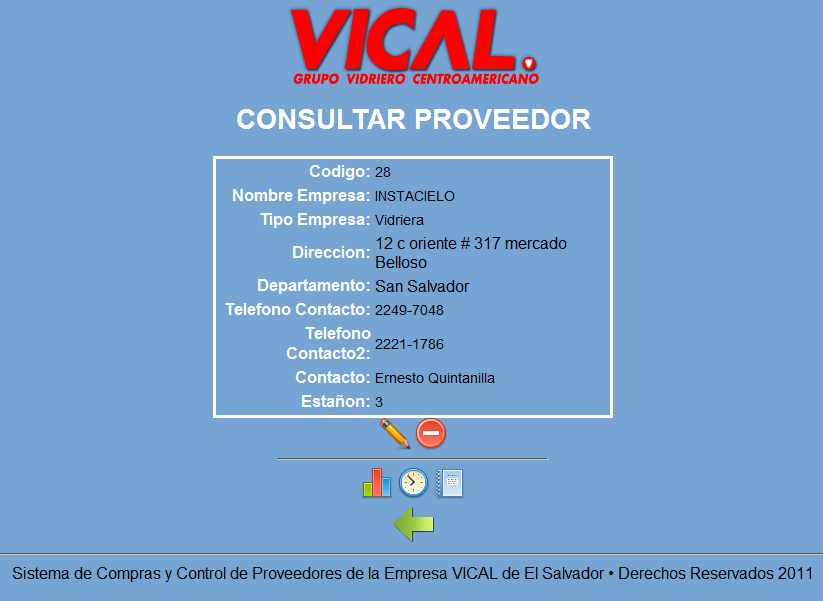 VICAL.
GRUPO VIDRIERO CENTROAMERICANO
CONSULTAR PROVEEDOR
Codigo: 28
Nombre Empresa: INSTACIELO
Tipo Empresa: Vidriera
Direccion: 12 c oriente # 317 mercado
Belloso
Departamento: San Salvador
Telefono Contacto: 2249-7048
Telefono
Contacto2: 2221-1786
Contacto: Ernesto Quintanilla
Estañon: 3
Sistema de Compras y Control de Proveedores de la Empresa VICAL de El Salvador • Derechos Reservados 2011